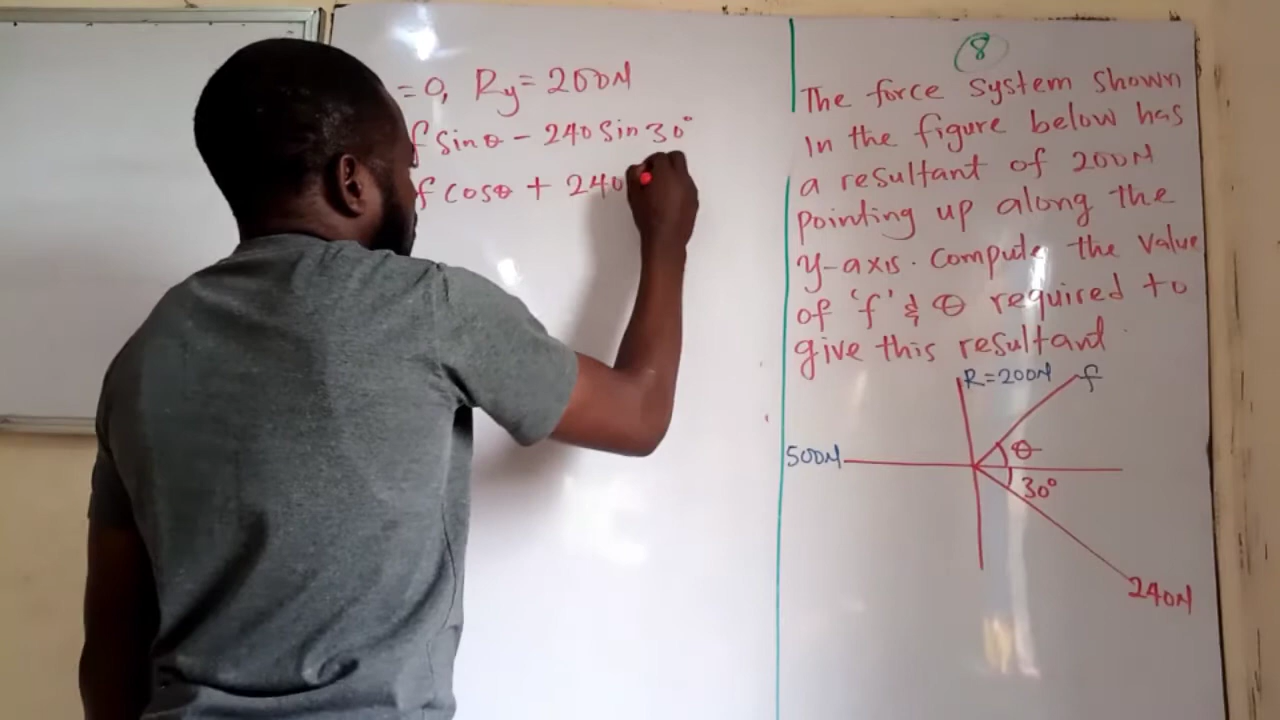 = 0, Ry = 200N
f sin θ - 240 sin 30°
f cos θ + 240
8
The force system shown
In the figure below has
a resultant of 200N
pointing up along the
y-axis. Compute the value
of 'f' & θ required to
give this resultant.
R=200N
f
500N
θ
30°
240N